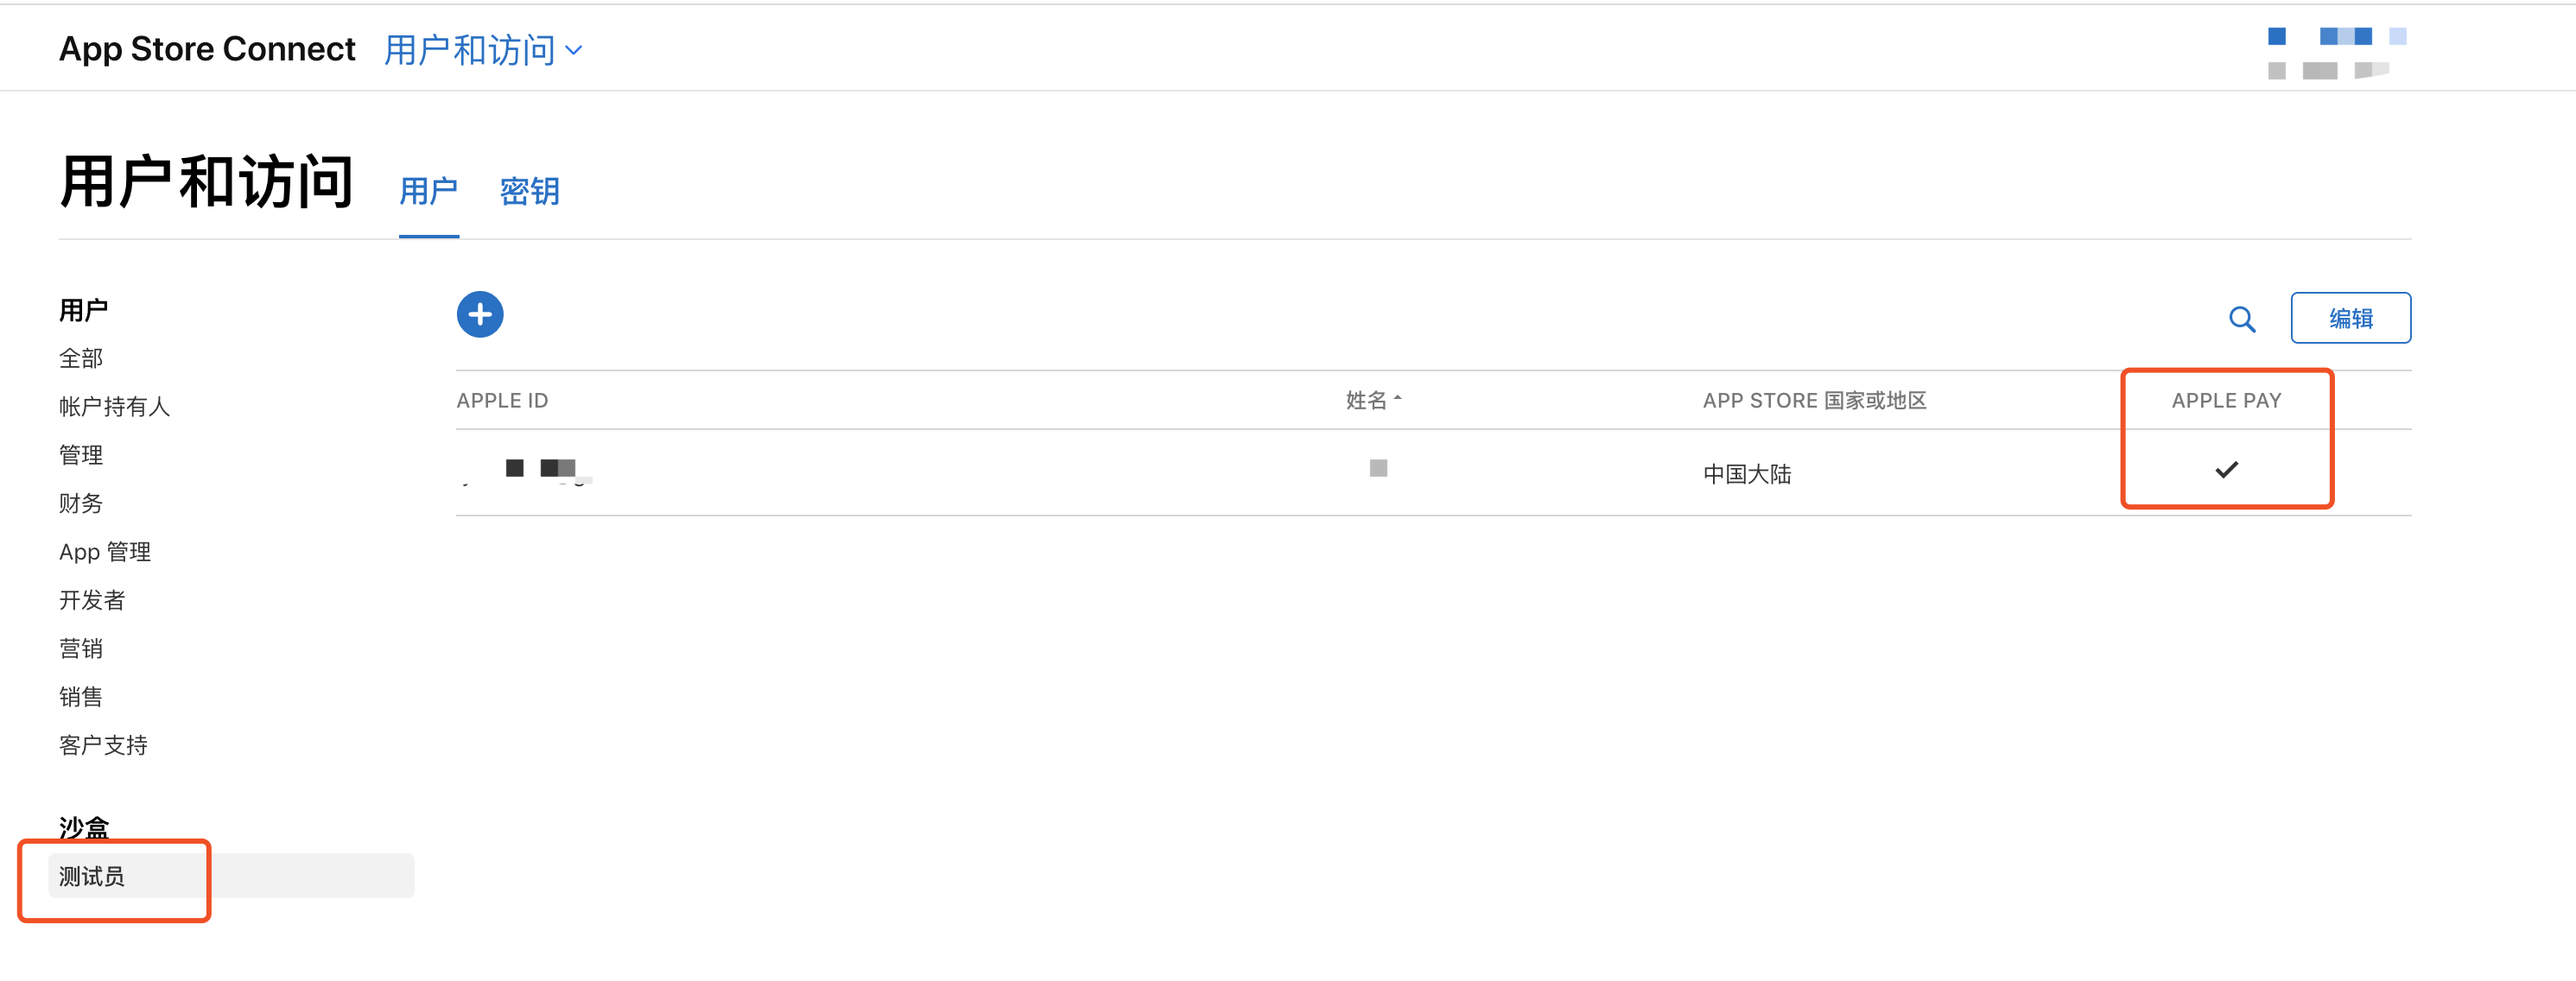 App Store Connect 用户和访问
用户和访问 用户 密钥
用户
全部
帐户持有人
管理
财务
App 管理
开发者
营销
销售
客户支持
沙盒
测试员
编辑
APPLE ID 姓名 APP STORE 国家或地区 APPLE PAY
中国大陆